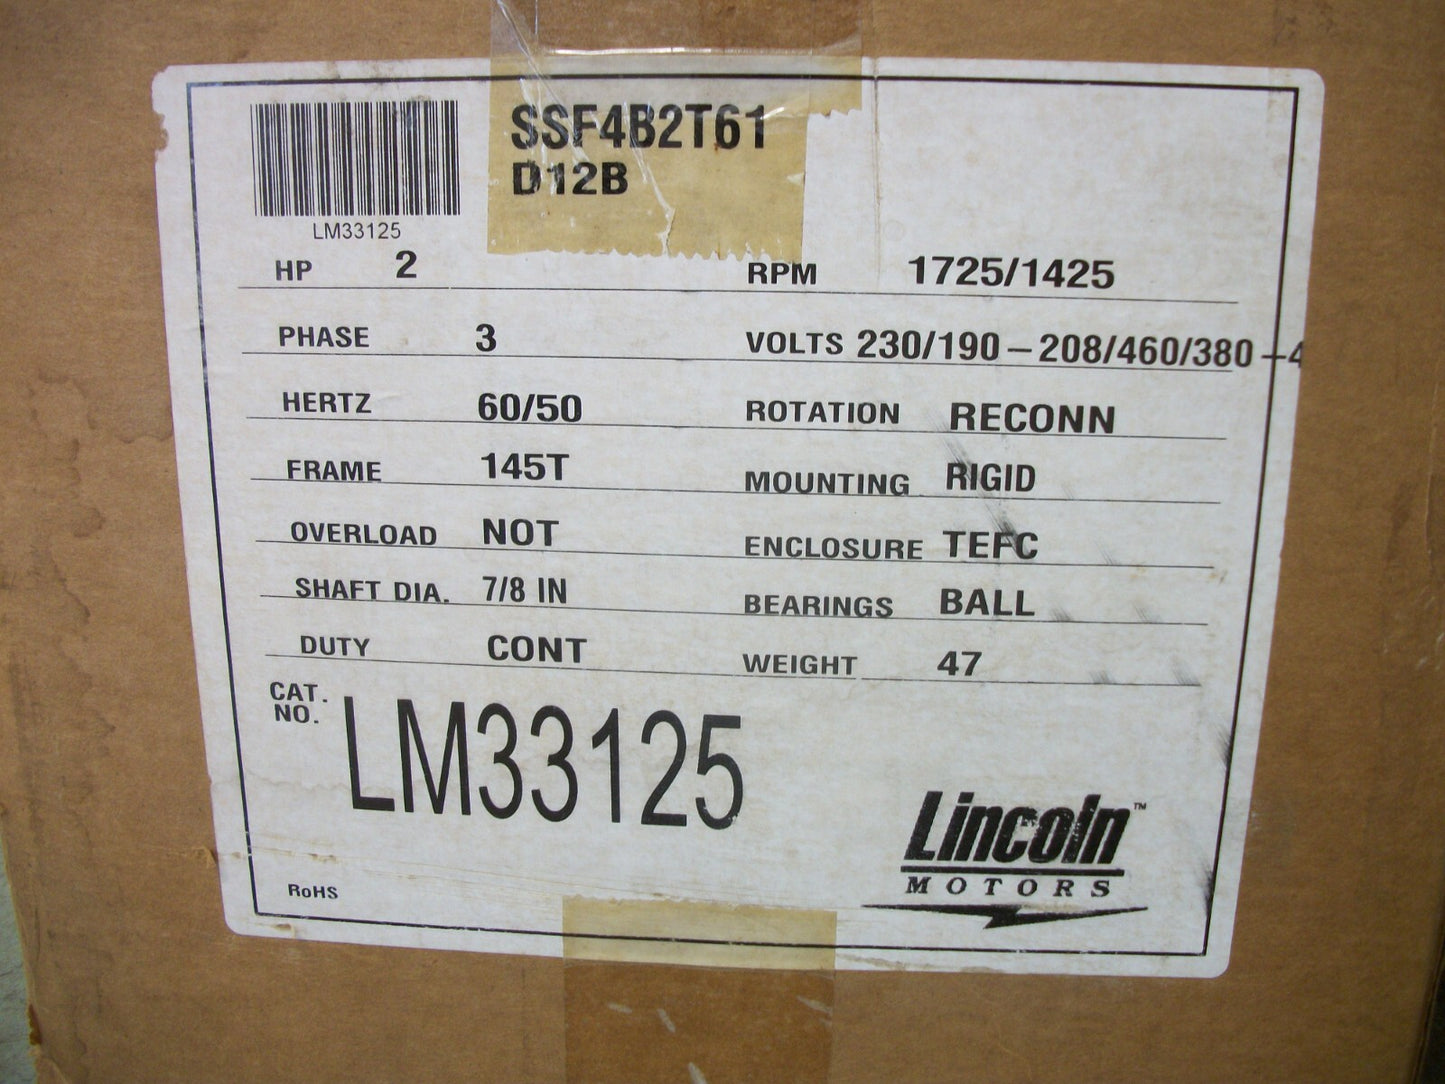 SSF4B2T61
D12B
LM33125
HP 2 RPM 1725/1425
PHASE 3 VOLTS 230/190 – 208/460/380 – 4
HERTZ 60/50 ROTATION RECONN
FRAME 145T MOUNTING RIGID
OVERLOAD NOT ENCLOSURE TEFC
SHAFT DIA. 7/8 IN BEARINGS BALL
DUTY CONT WEIGHT 47
CAT.
NO. LM33125
Lincoln™
MOTORS
RoHS